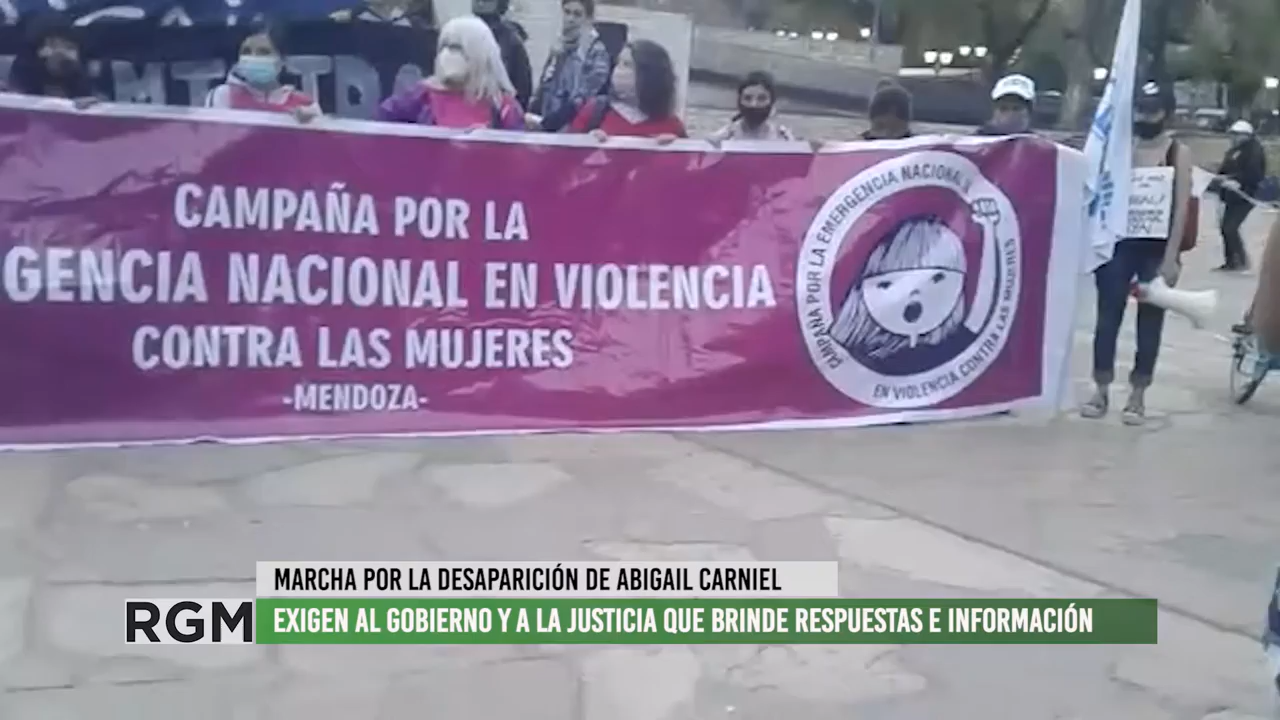 CAMPAÑA POR LA
GENCIA NACIONAL EN VIOLENCIA
CONTRA LAS MUJERES
-MENDOZA-
CAMPAÑA POR LA EMERGENCIA NACIONAL
EN VIOLENCIA CONTRA LAS MUJERES
MARCHA POR LA DESAPARICIÓN DE ABIGAIL CARNIEL
RGM
EXIGEN AL GOBIERNO Y A LA JUSTICIA QUE BRINDE RESPUESTAS E INFORMACIÓN